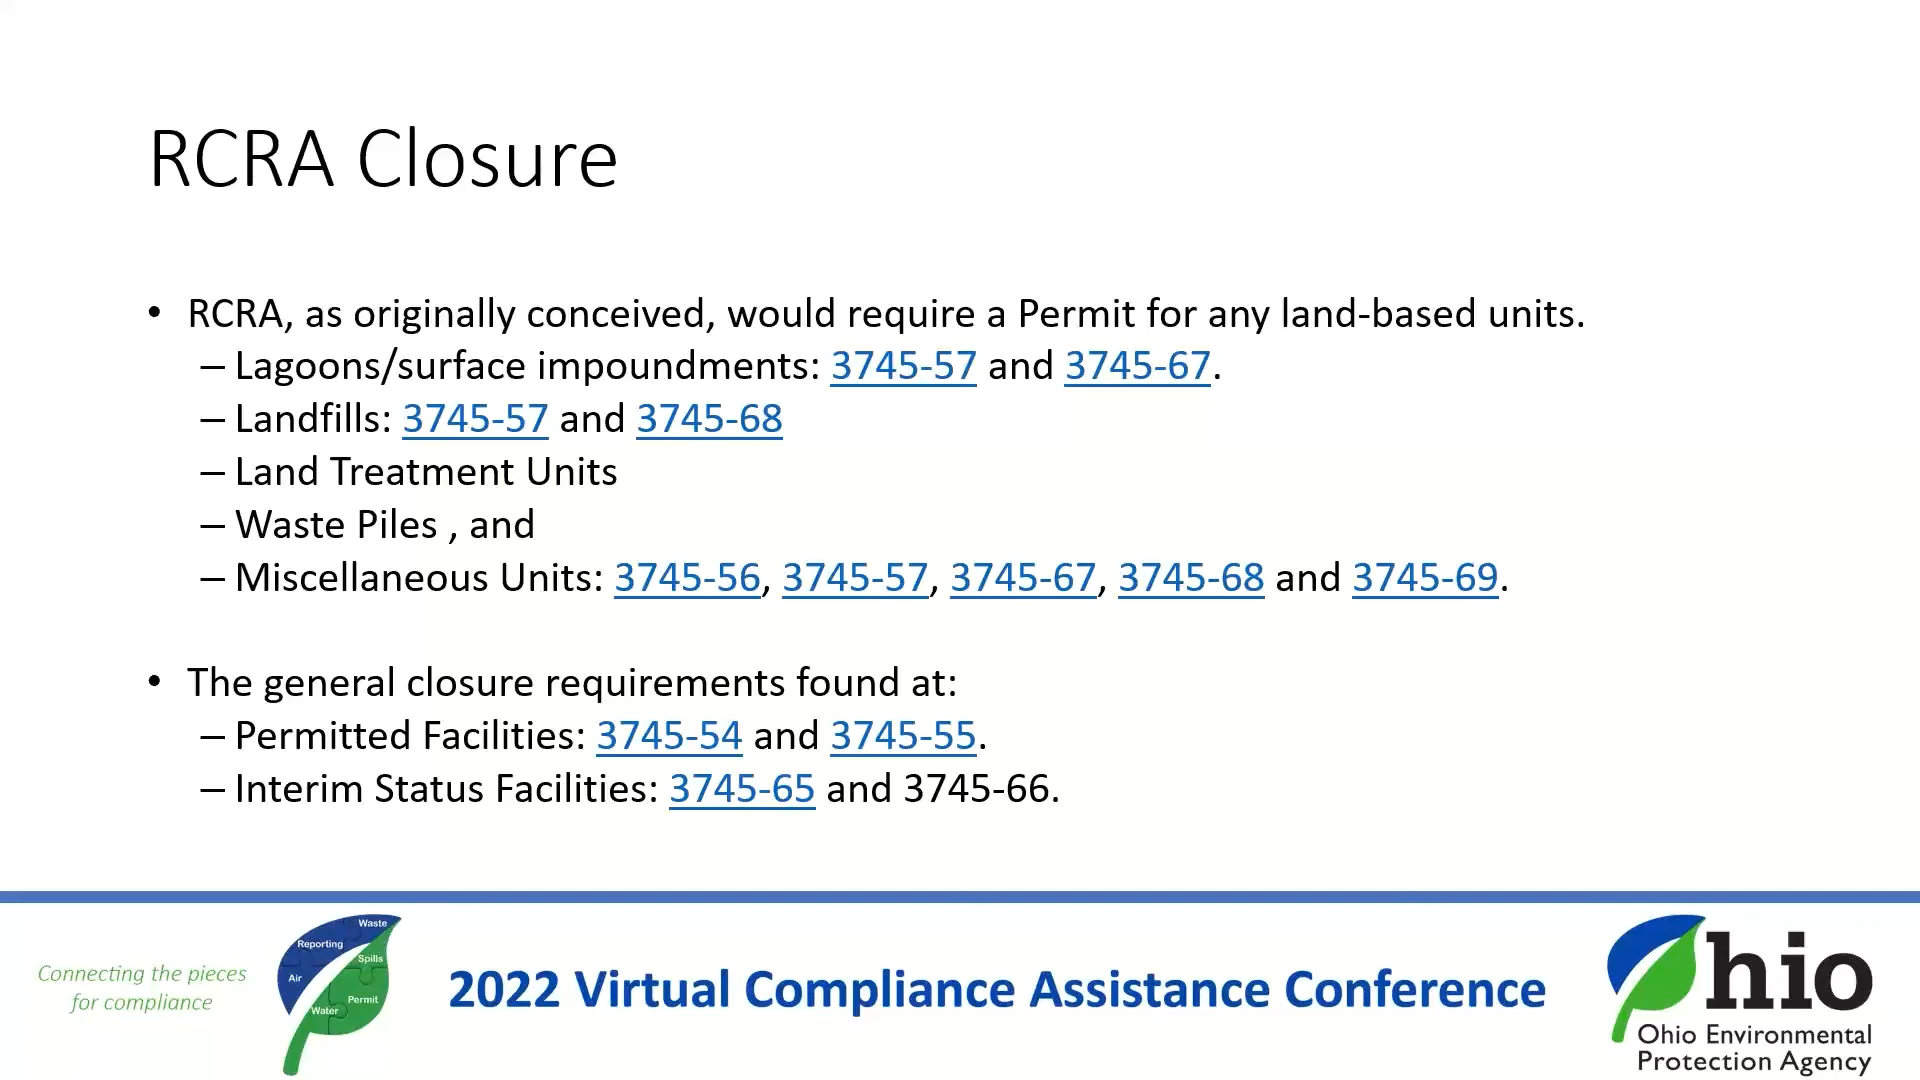 RCRA Closure
• RCRA, as originally conceived, would require a Permit for any land-based units.
– Lagoons/surface impoundments: 3745-57 and 3745-67.
– Landfills: 3745-57 and 3745-68
– Land Treatment Units
– Waste Piles , and
– Miscellaneous Units: 3745-56, 3745-57, 3745-67, 3745-68 and 3745-69.
• The general closure requirements found at:
– Permitted Facilities: 3745-54 and 3745-55.
– Interim Status Facilities: 3745-65 and 3745-66.
Connecting the pieces
for compliance
Waste
Reporting
Spills
Air
Permit
Water
2022 Virtual Compliance Assistance Conference
Ohio
Ohio Environmental
Protection Agency